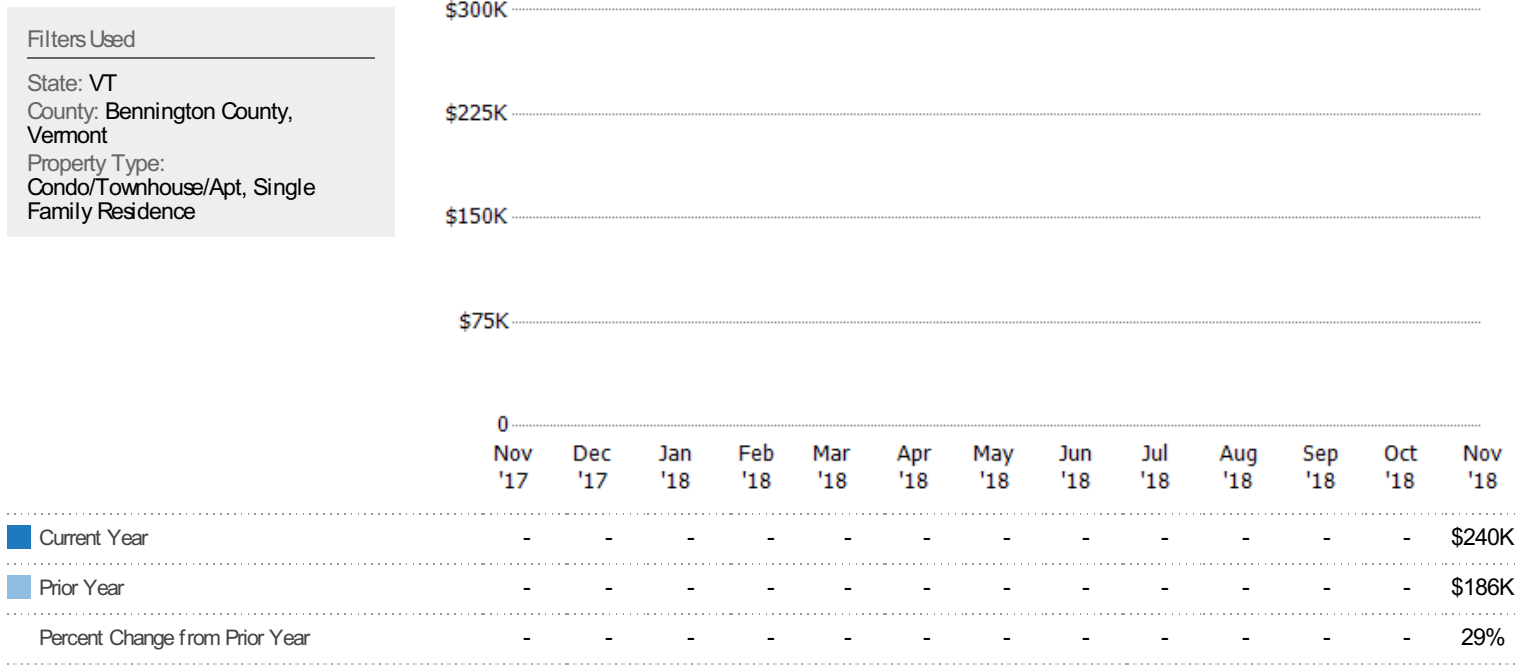 Filters Used
State: VT
County: Bennington County,
Vermont
Property Type:
Condo/Townhouse/Apt, Single
Family Residence
$300K
$225K
$150K
$75K
0
Nov Dec Jan Feb Mar Apr May Jun Jul Aug Sep Oct Nov
'17 '17 '18 '18 '18 '18 '18 '18 '18 '18 '18 '18 '18
Current Year - - - - - - - - - - - - $240K
Prior Year - - - - - - - - - - - - $186K
Percent Change from Prior Year - - - - - - - - - - - - 29%